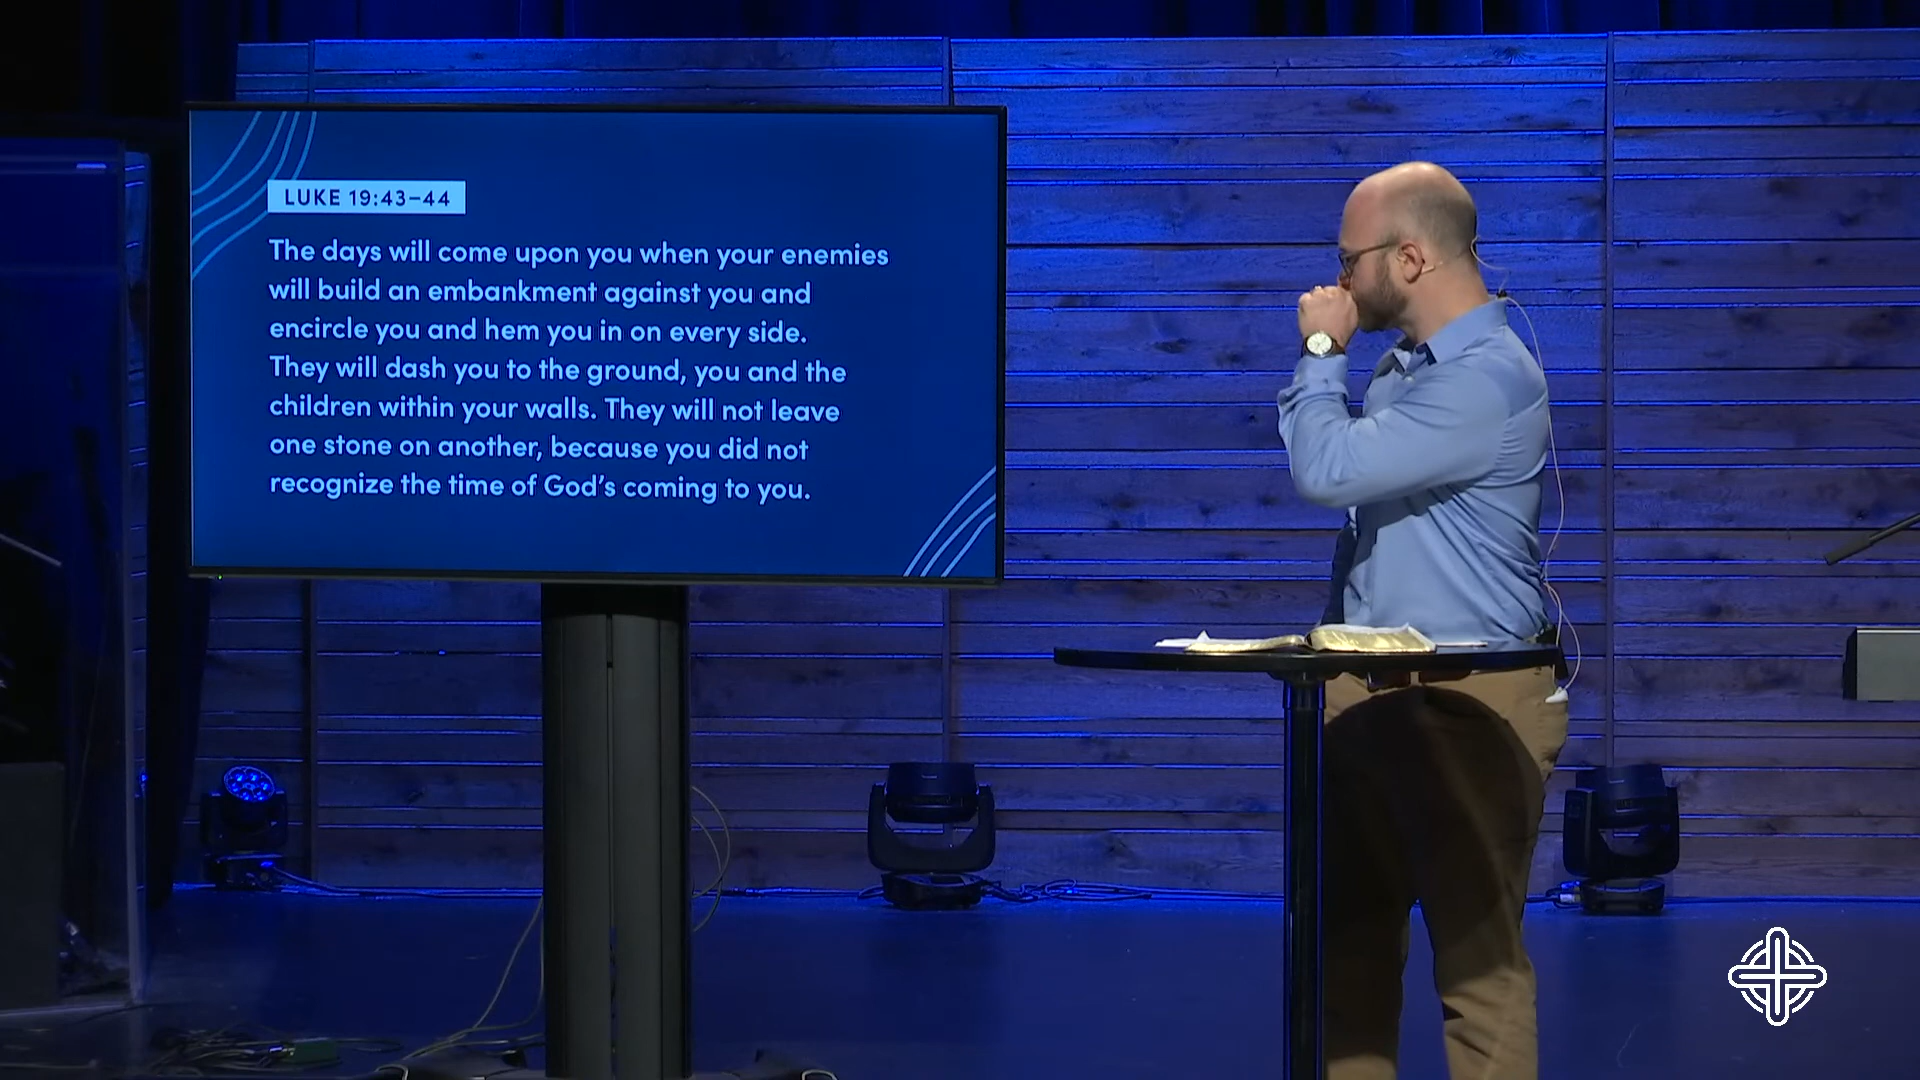 LUKE 19:43–44
The days will come upon you when your enemies
will build an embankment against you and
encircle you and hem you in on every side.
They will dash you to the ground, you and the
children within your walls. They will not leave
one stone on another, because you did not
recognize the time of God’s coming to you.